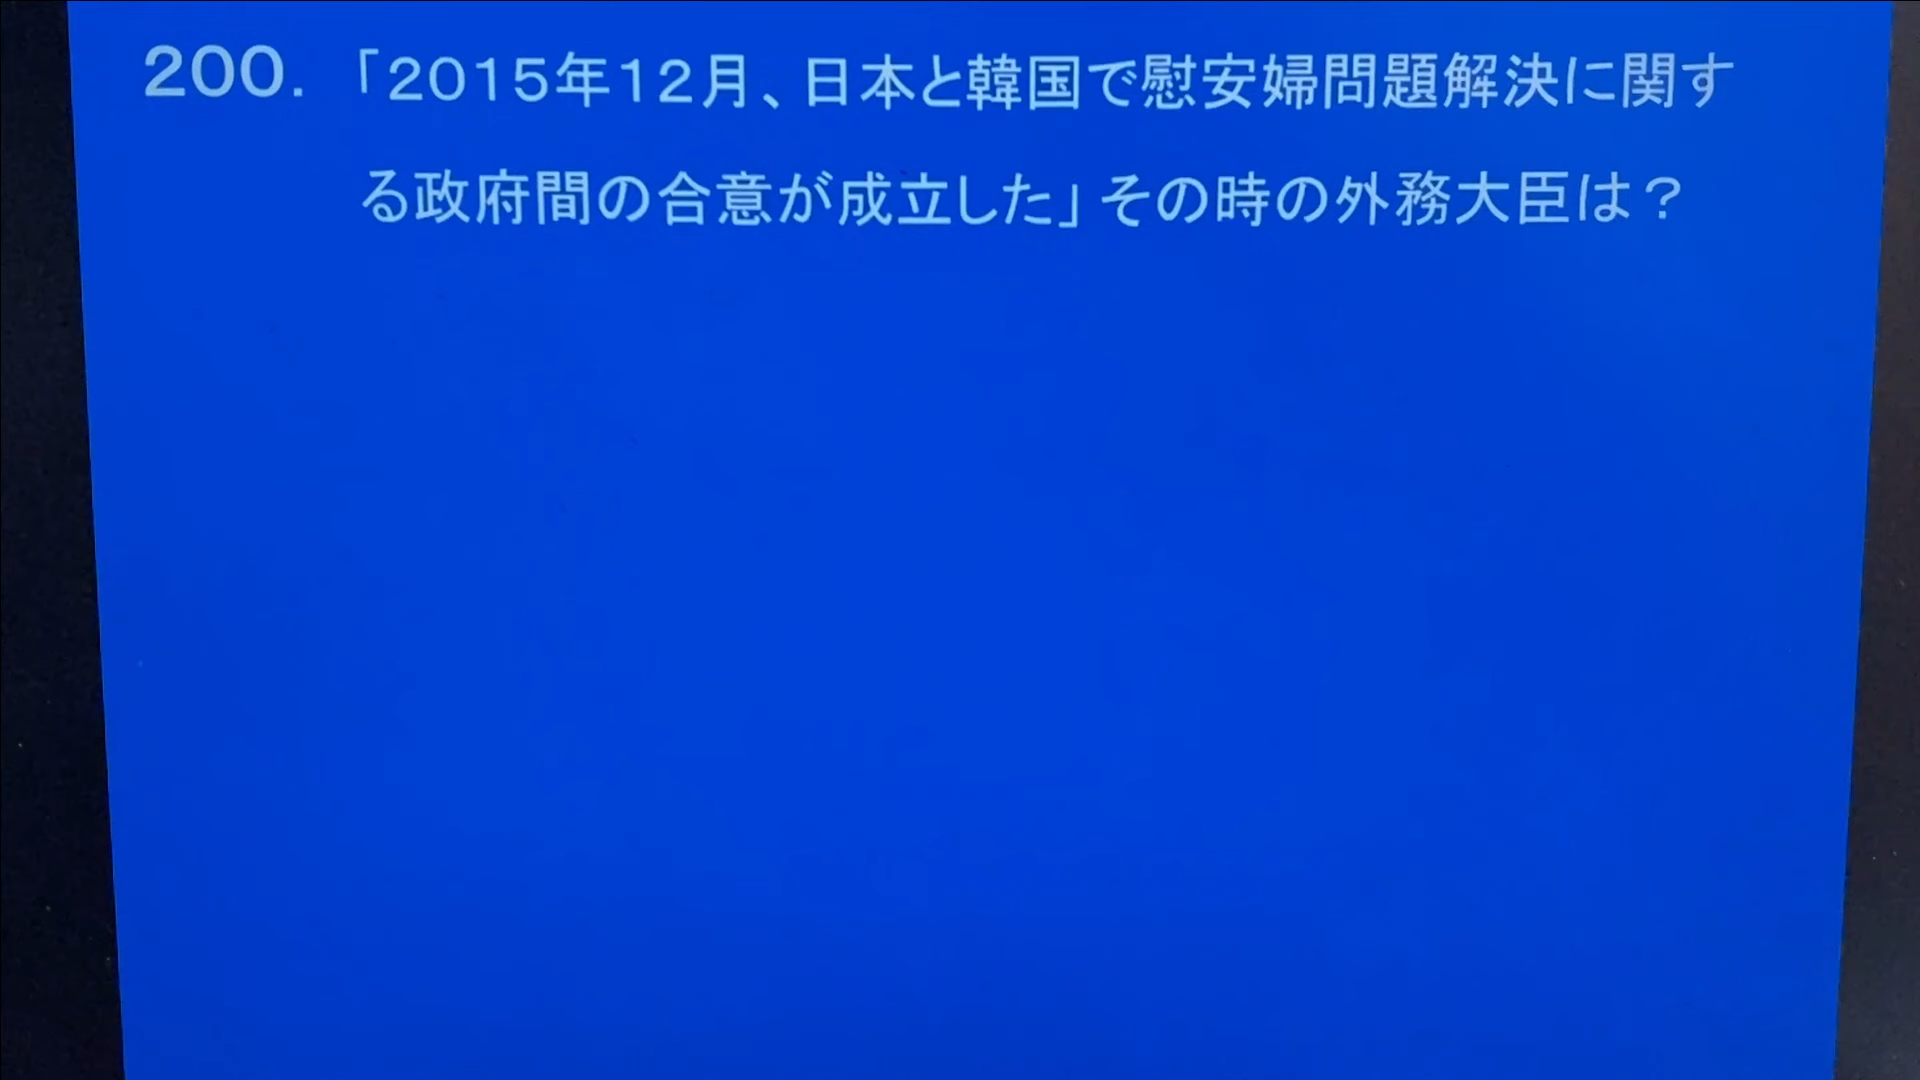 200. 「2015年12月、日本と韓国で慰安婦問題解決に関す
る政府間の合意が成立した」その時の外務大臣は？